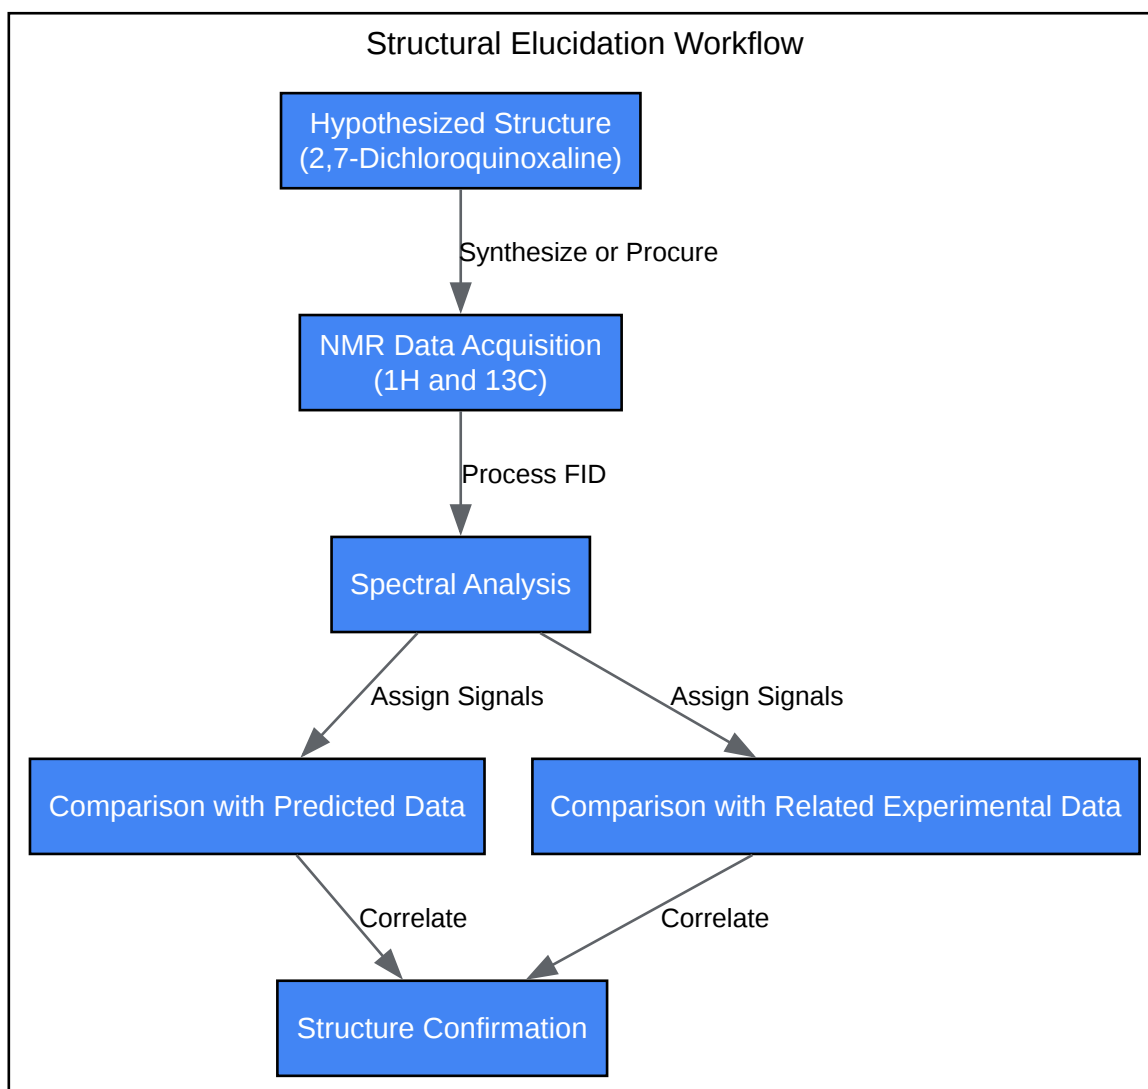 Structural Elucidation Workflow
Hypothesized Structure
(2,7-Dichloroquinoxaline)
Synthesize or Procure
NMR Data Acquisition
(1H and 13C)
Process FID
Spectral Analysis
Assign Signals
Assign Signals
Comparison with Predicted Data
Comparison with Related Experimental Data
Correlate
Correlate
Structure Confirmation